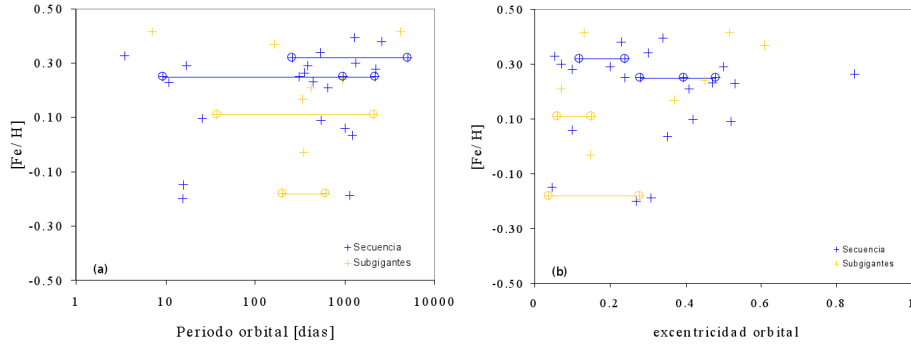 0.50
0.30
0.10
-0.10
-0.30
-0.50
[Fe/H]
(a)
Secuencia
Subgigantes
1
10
100
1000
10000
Periodo orbital [días]
0.50
0.30
0.10
-0.10
-0.30
-0.50
[Fe/H]
(b)
Secuencia
Subgigantes
0
0.2
0.4
0.6
0.8
1
excentricidad orbital